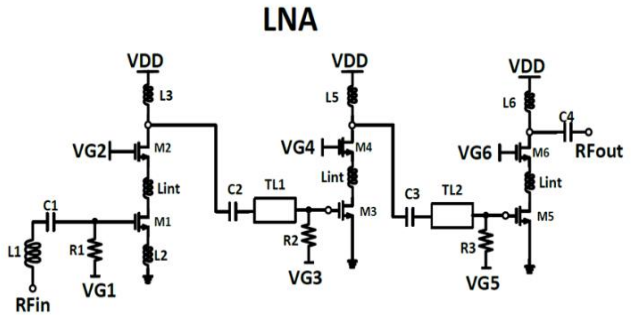 LNA
VDD
L3
VG2
M2
Lint
C1
M1
L1
R1
L2
VG1
RFin
C2
TL1
VDD
L5
VG4
M4
Lint
M3
R2
VG3
C3
TL2
VDD
L6
C4
VG6
M6
RFout
Lint
M5
R3
VG5